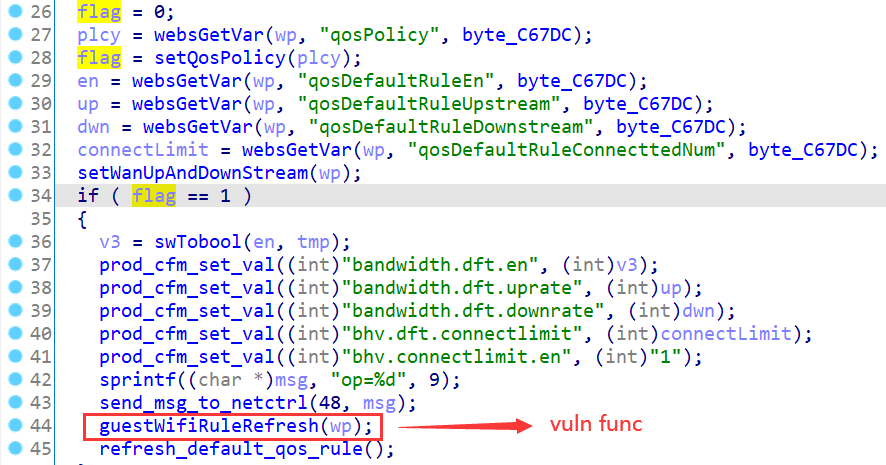 26 flag = 0;
27 plcy = websGetVar(wp, "qosPolicy", byte_C67DC);
28 flag = setQosPolicy(plcy);
29 en = websGetVar(wp, "qosDefaultRuleEn", byte_C67DC);
30 up = websGetVar(wp, "qosDefaultRuleUpstream", byte_C67DC);
31 dwn = websGetVar(wp, "qosDefaultRuleDownstream", byte_C67DC);
32 connectLimit = websGetVar(wp, "qosDefaultRuleConnecttedNum", byte_C67DC);
33 setWanUpAndDownStream(wp);
34 if ( flag == 1 )
35 {
36 v3 = swTobool(en, tmp);
37 prod_cfm_set_val((int)"bandwidth.dft.en", (int)v3);
38 prod_cfm_set_val((int)"bandwidth.dft.uprate", (int)up);
39 prod_cfm_set_val((int)"bandwidth.dft.downrate", (int)dwn);
40 prod_cfm_set_val((int)"bhv.dft.connectlimit", (int)connectLimit);
41 prod_cfm_set_val((int)"bhv.connectlimit.en", (int)"1");
42 sprintf((char *)msg, "op=%d", 9);
43 send_msg_to_netctrl(48, msg);
44 guestWifiRuleRefresh(wp); vuln func
45 refresh_default_qos_rule();